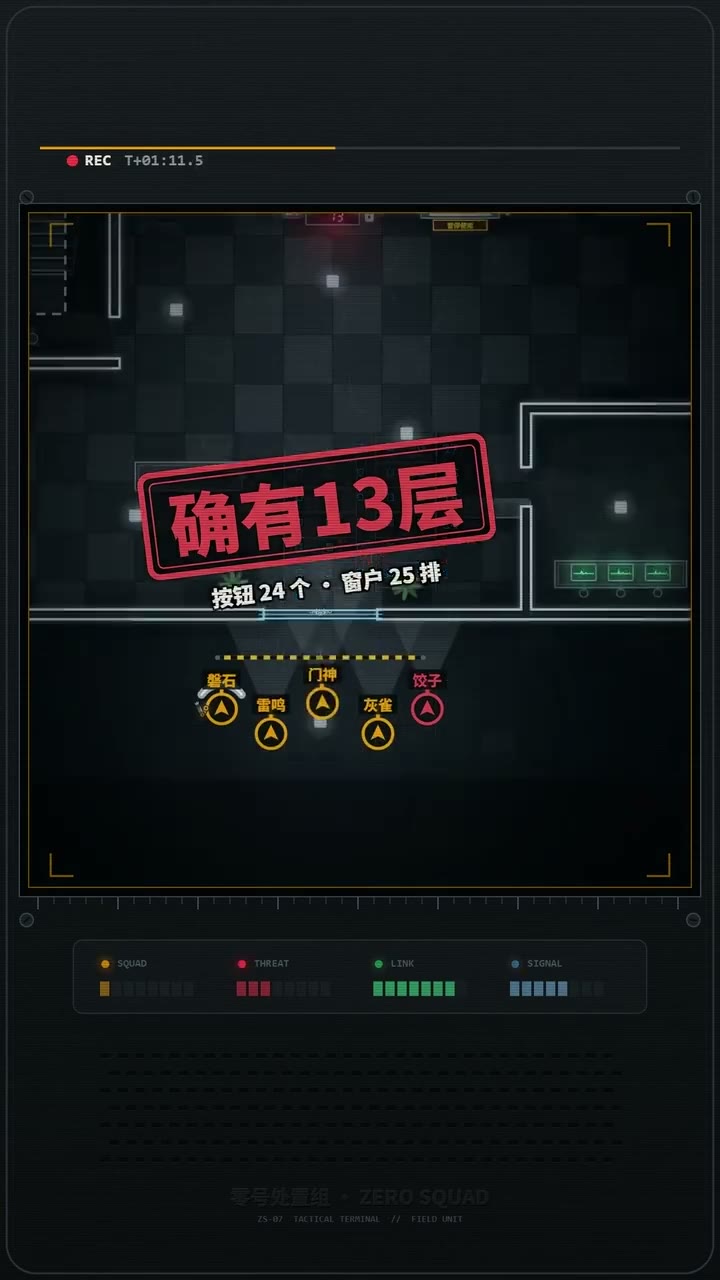 REC T+01:11.5
13
确有13层
按钮 24 个 · 窗户 25 排
门神
磐石
饺子
雷鸣
灰雀
SQUAD
THREAT
LINK
SIGNAL
零号处置组 · ZERO SQUAD
ZS-07 TACTICAL TERMINAL // FIELD UNIT